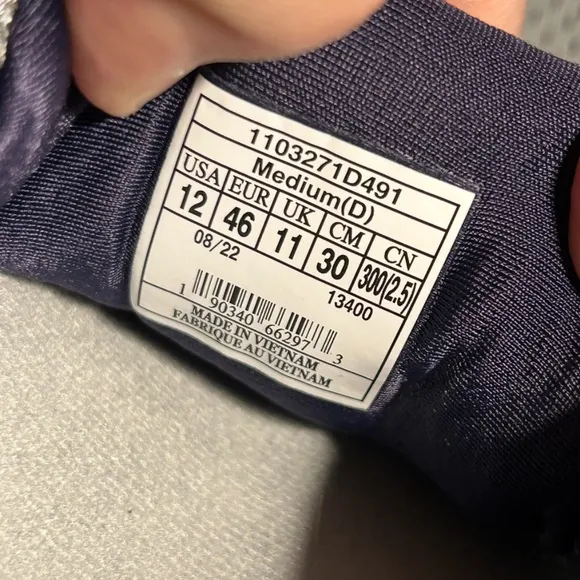 1103271D491
Medium(D)
USA EUR UK CM CN
12 46 11 30 300(2.5)
08/22 13400
1 90340 66297 3
MADE IN VIETNAM
FABRIQUE AU VIETNAM